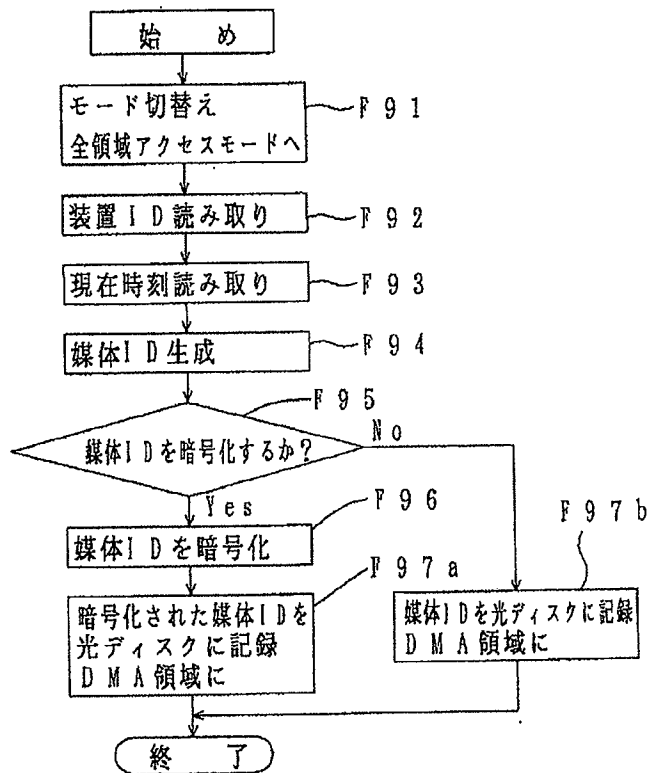 始 め
モード切替え
全領域アクセスモードへ
F91
装置ID読み取り
F92
現在時刻読み取り
F93
媒体ID生成
F94
F95
媒体IDを暗号化するか?
No
Yes
媒体IDを暗号化
F96
暗号化された媒体IDを
光ディスクに記録
DMA領域に
F97a
媒体IDを光ディスクに記録
DMA領域に
F97b
終 了